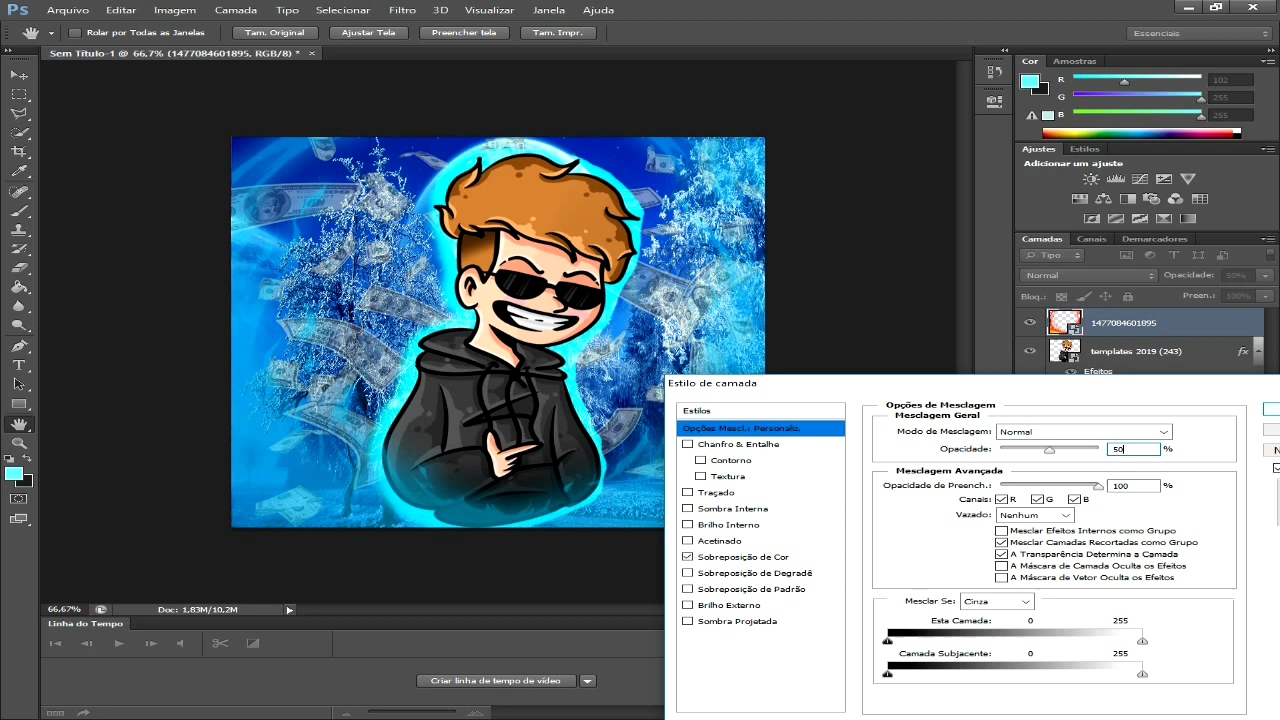 Ps Arquivo Editar Imagem Camada Tipo Selecionar Filtro 3D Visualizar Janela Ajuda
Rolar por Todas as Janelas Tam. Original Ajustar Tela Preencher tela Tam. Impr. Essenciais
Sem Título-1 @ 66,7% (1477084601895, RGB/8) * ×
Cor Amostras
R 102
G 255
B 255
Ajustes Estilos
Adicionar um ajuste
Camadas Canais Demarcadores
Tipo
Normal Opacidade: 50%
Bloq.: Preen.: 100%
1477084601895
templates 2019 (243) fx
Efeitos
Estilo de camada
Estilos
Opções Mescl.: Personaliz.
Chanfro & Entalhe
Contorno
Textura
Traçado
Sombra Interna
Brilho Interno
Acetinado
Sobreposição de Cor
Sobreposição de Degradê
Sobreposição de Padrão
Brilho Externo
Sombra Projetada
Opções de Mesclagem
Mesclagem Geral
Modo de Mesclagem: Normal
Opacidade: 50 %
Mesclagem Avançada
Opacidade de Preench.: 100 %
Canais: R G B
Vazado: Nenhum
Mesclar Efeitos Internos como Grupo
Mesclar Camadas Recortadas como Grupo
A Transparência Determina a Camada
A Máscara de Camada Oculta os Efeitos
A Máscara de Vetor Oculta os Efeitos
Mesclar Se: Cinza
Esta Camada: 0 255
Camada Subjacente: 0 255
N
66,67% Doc: 1,83M/10,2M
Linha do Tempo
Criar linha de tempo de vídeo